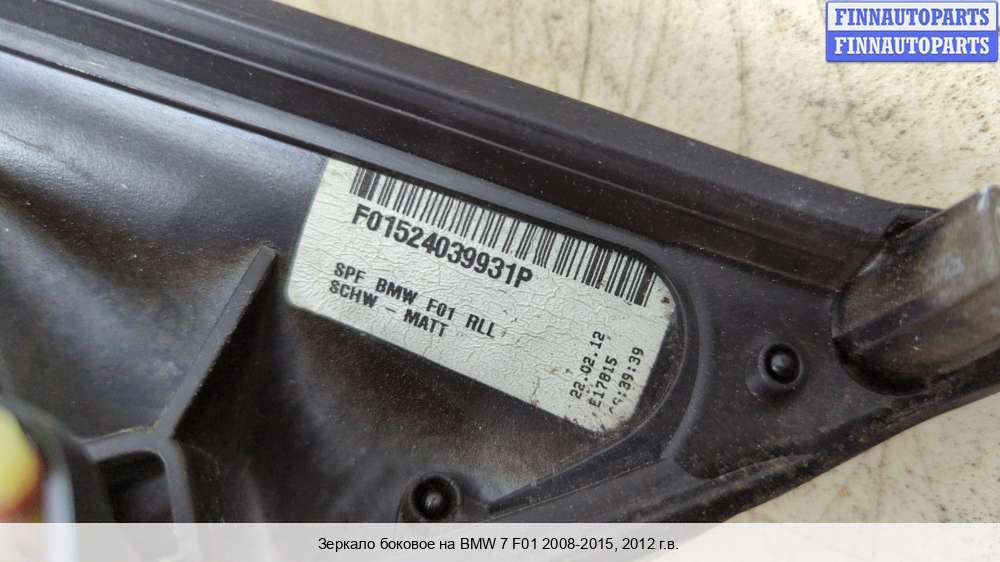 FINNAUTOPARTS
FINNAUTOPARTS
F01524039931P
SPF BMW F01 RLL
SCHW - MATT
22.02.12
E17815
:39:39
Зеркало боковое на BMW 7 F01 2008-2015, 2012 г.в.